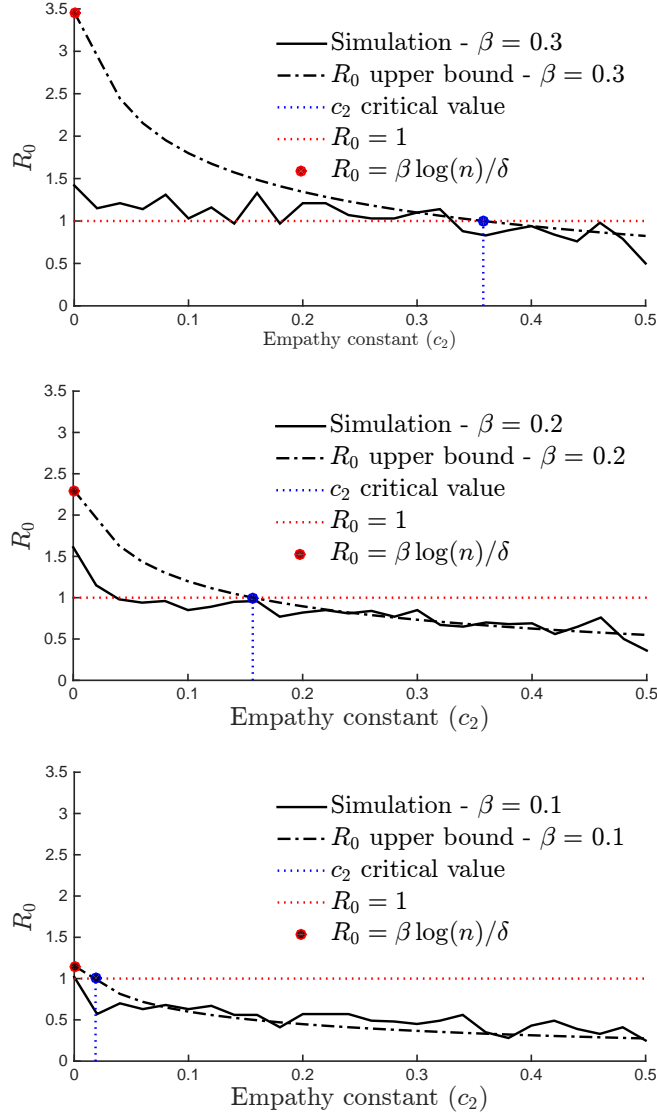 3.5
3
2.5
2
1.5
1
0.5
0
R₀
Simulation - β = 0.3
R₀ upper bound - β = 0.3
c₂ critical value
R₀ = 1
R₀ = β log(n)/δ
0 0.1 0.2 0.3 0.4 0.5
Empathy constant (c₂)
3.5
3
2.5
2
1.5
1
0.5
0
R₀
Simulation - β = 0.2
R₀ upper bound - β = 0.2
c₂ critical value
R₀ = 1
R₀ = β log(n)/δ
0 0.1 0.2 0.3 0.4 0.5
Empathy constant (c₂)
3.5
3
2.5
2
1.5
1
0.5
0
R₀
Simulation - β = 0.1
R₀ upper bound - β = 0.1
c₂ critical value
R₀ = 1
R₀ = β log(n)/δ
0 0.1 0.2 0.3 0.4 0.5
Empathy constant (c₂)